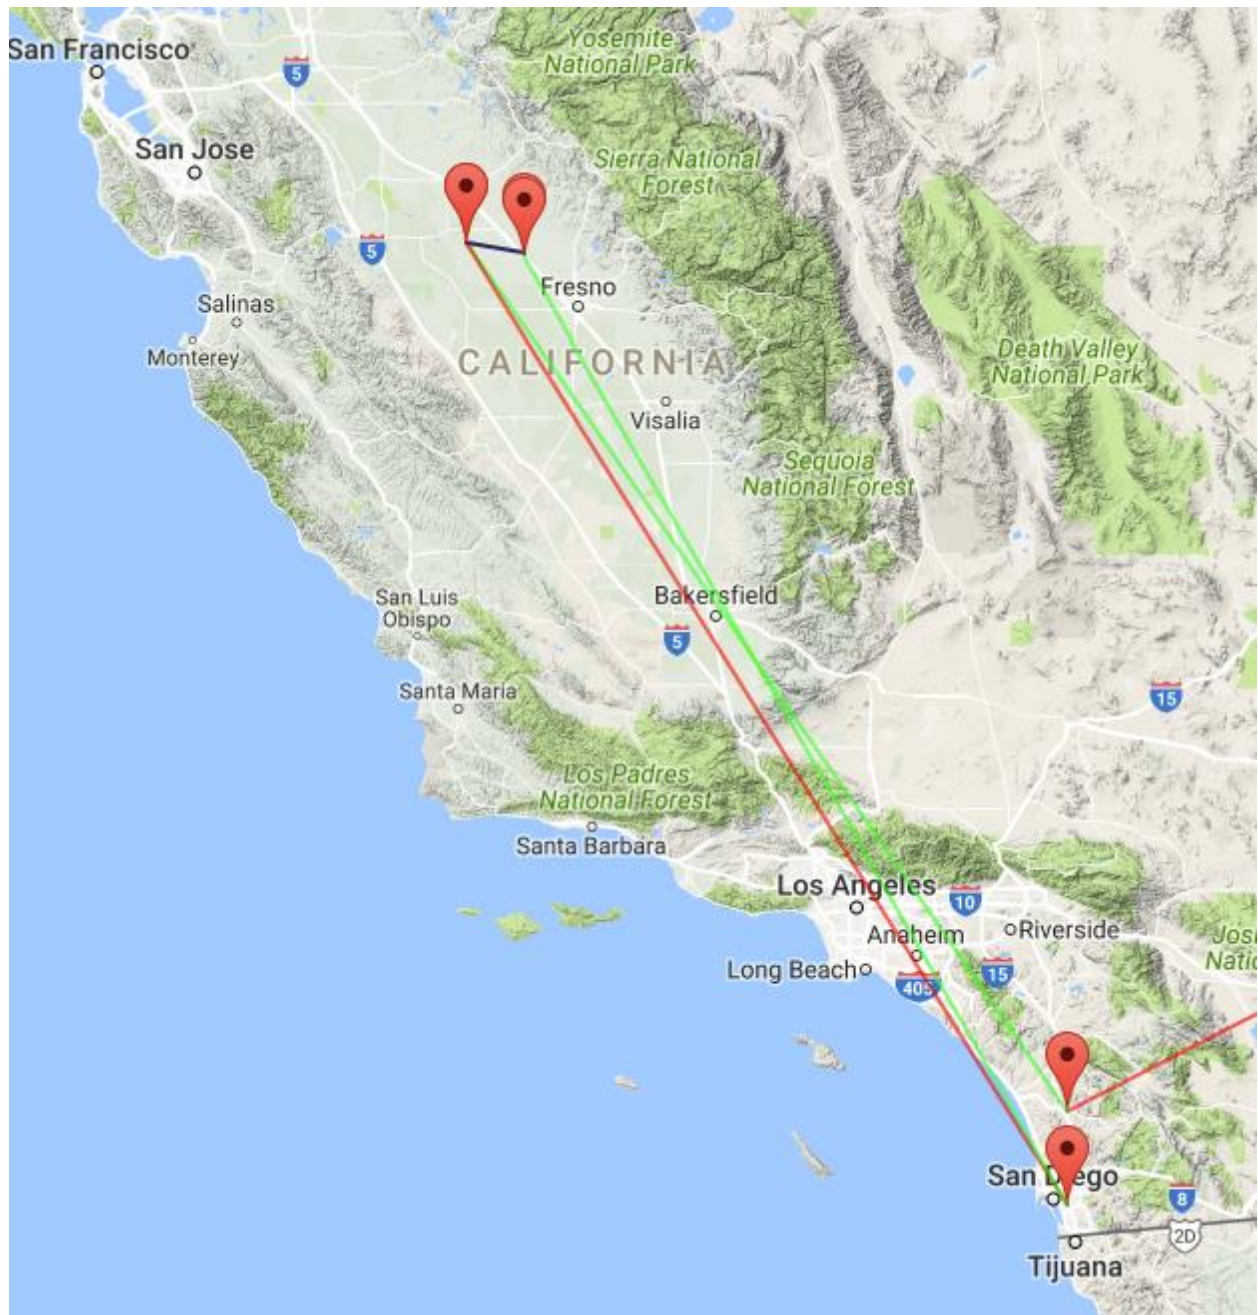 Yosemite
National Park
San Francisco
5
San Jose
Sierra National
Forest
5
Fresno
Salinas
Monterey
CALIFORNIA
Death Valley
National Park
Visalia
Sequoia
National Forest
San Luis
Obispo
Bakersfield
5
Santa Maria
15
Los Padres
National Forest
Santa Barbara
Los Angeles
10
Riverside
Anaheim
Long Beach
15
405
San Diego
8
2D
Tijuana